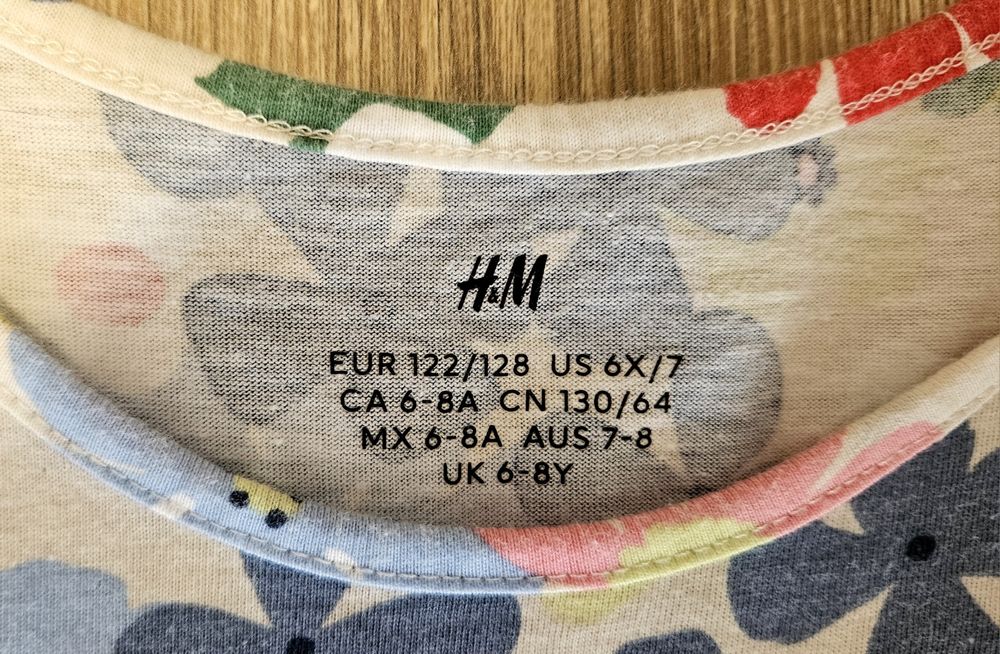 H&M
EUR 122/128 US 6X/7
CA 6-8A CN 130/64
MX 6-8A AUS 7-8
UK 6-8Y